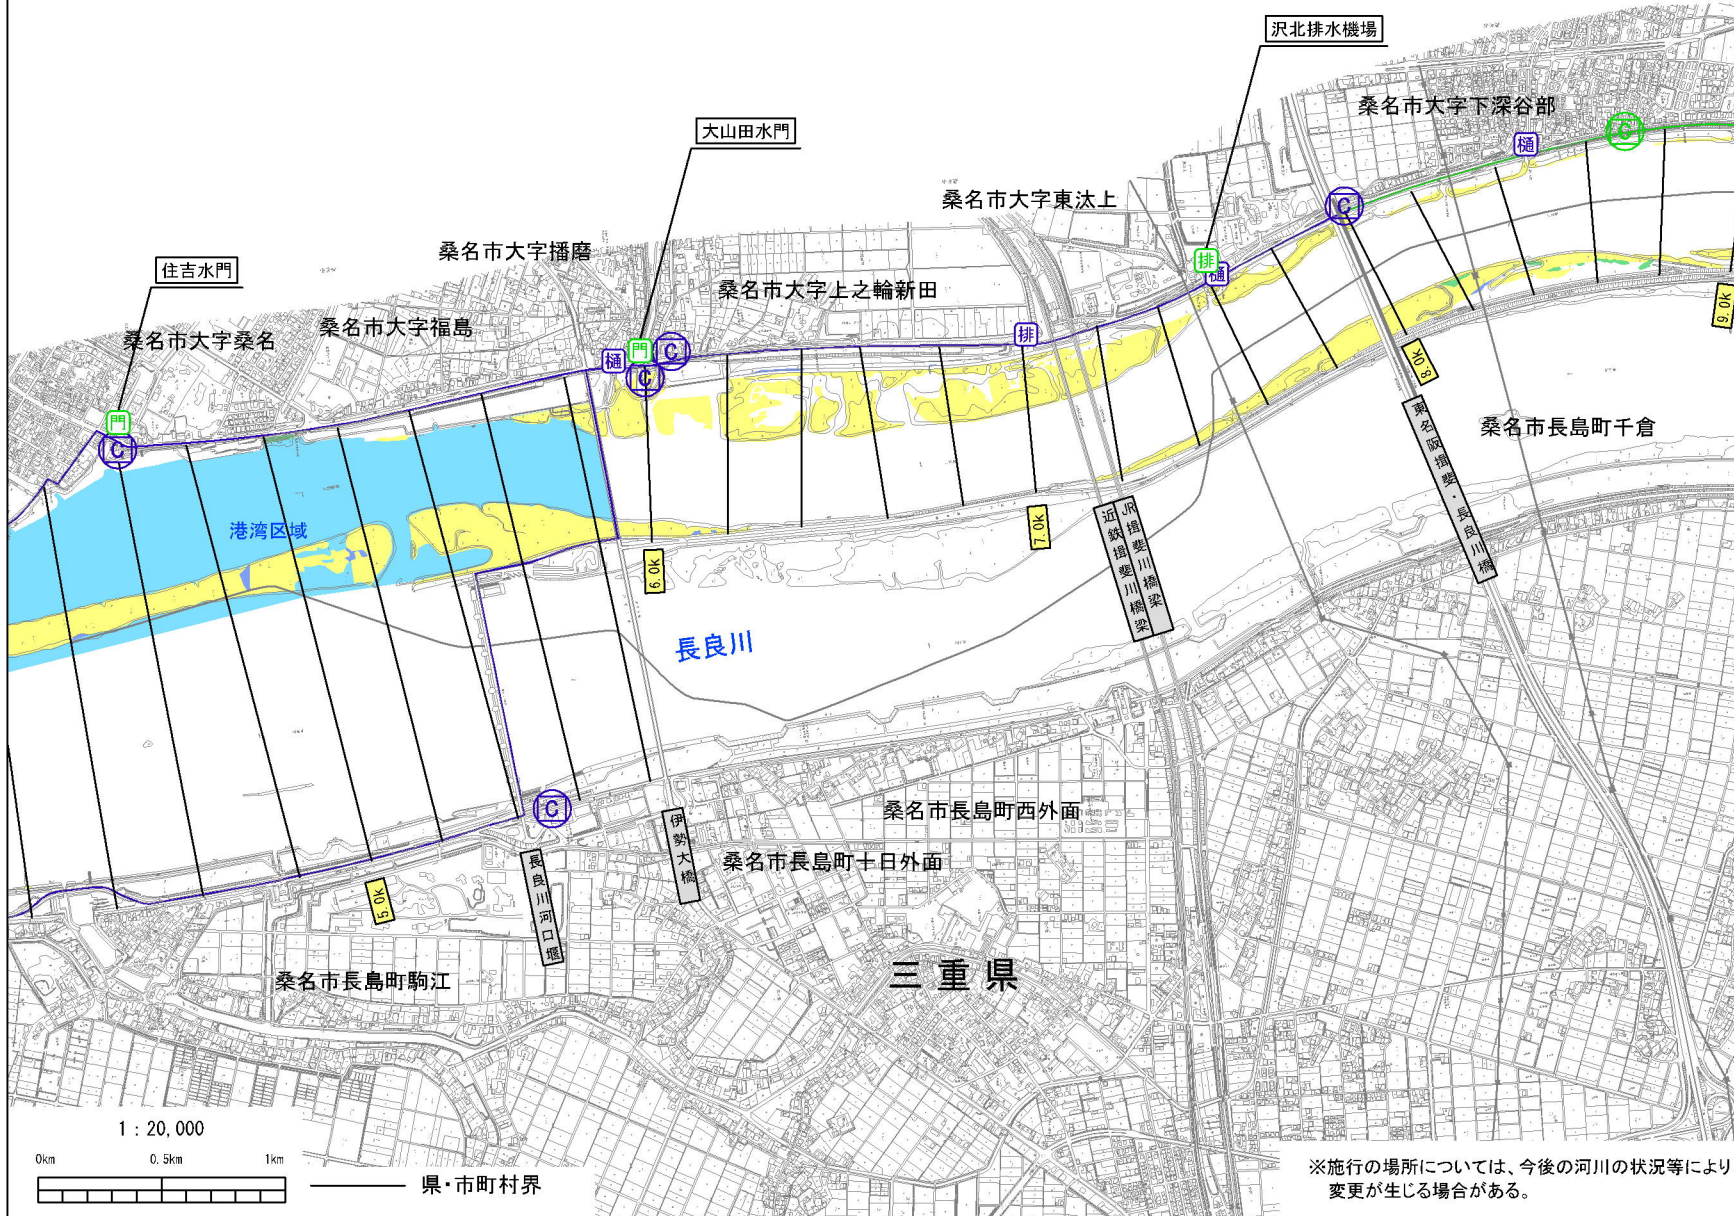 沢北排水機場
桑名市大字下深谷部
C
樋
大山田水門
桑名市大字東汰上
C
桑名市大字播磨
住吉水門
排
樋
桑名市大字上之輪新田
9.0k
桑名市大字福島
桑名市大字桑名
排
門
C
樋
C
8.0k
門
C
東名阪揖斐・長良川橋
桑名市長島町千倉
港湾区域
7.0k
近鉄揖斐川橋梁
JR揖斐川橋梁
6.0k
長良川
C
桑名市長島町西外面
伊勢大橋
桑名市長島町十日外面
長良川河口堰
5.0k
桑名市長島町駒江
三重県
1:20,000
0km 0.5km 1km
県・市町村界
※施行の場所については、今後の河川の状況等により
変更が生じる場合がある。